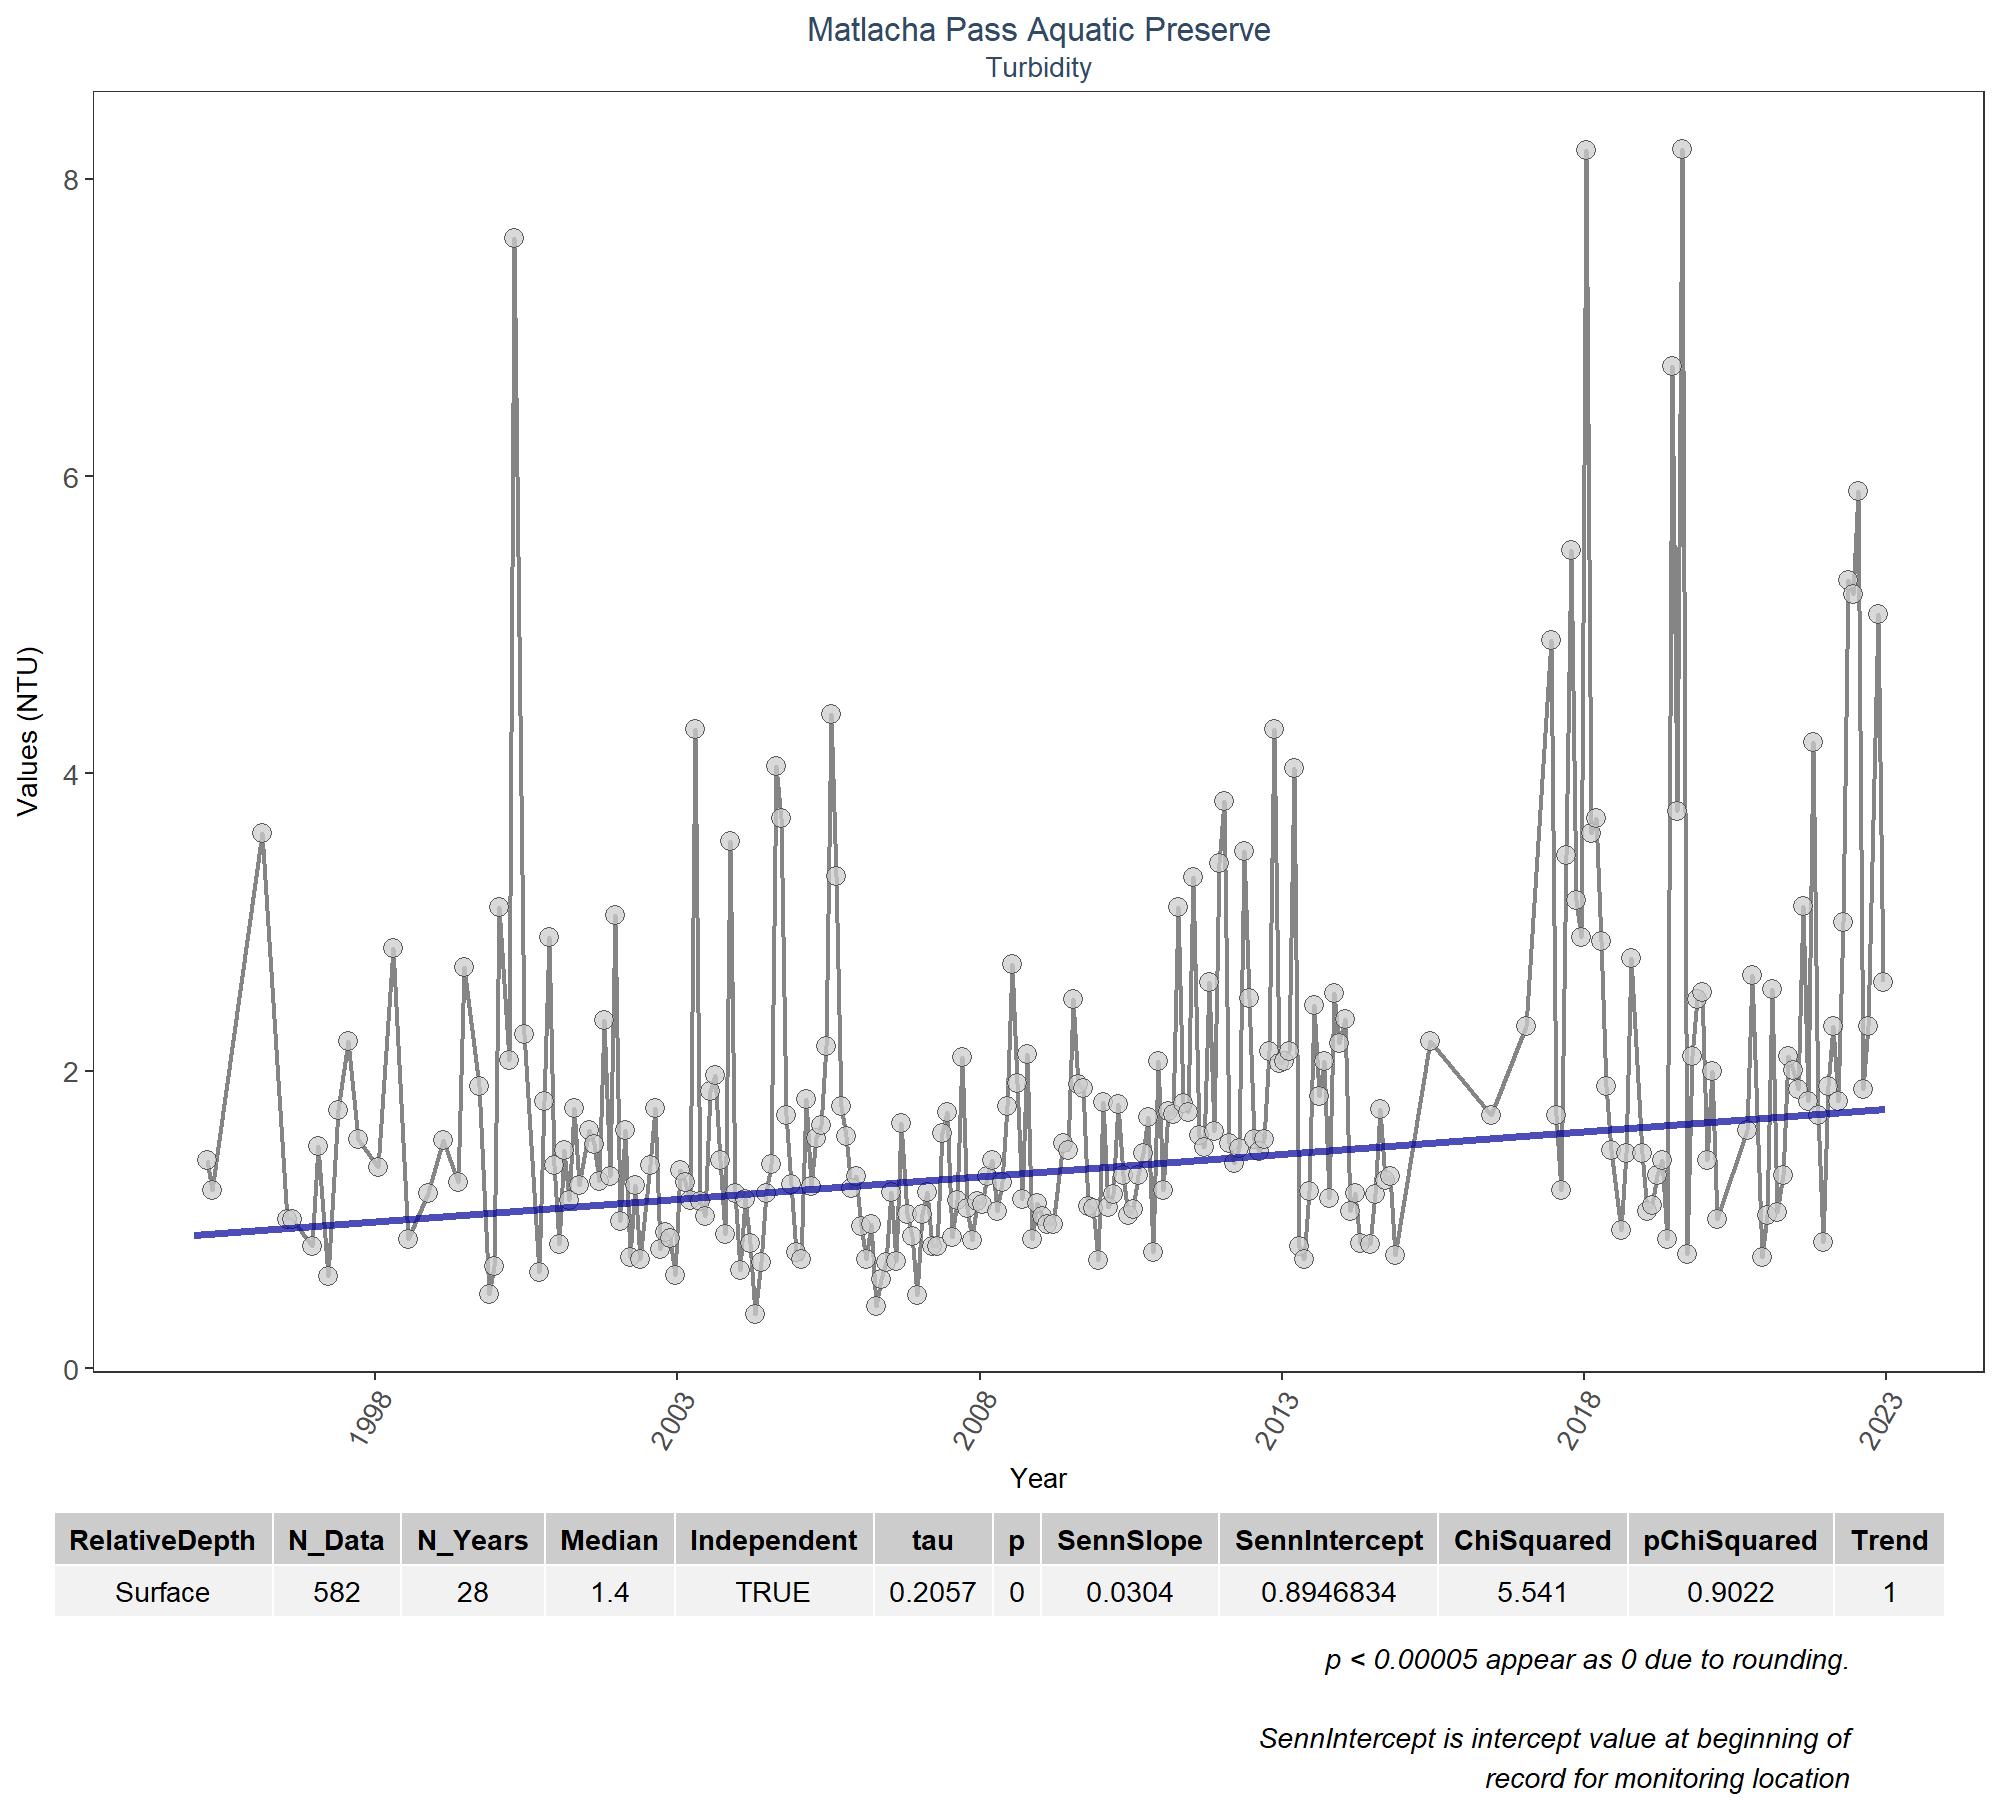 Matlacha Pass Aquatic Preserve
Turbidity
Values (NTU)
8
6
4
2
0
1998
2003
2008
2013
2018
2023
Year
RelativeDepth N_Data N_Years Median Independent tau p SennSlope SennIntercept ChiSquared pChiSquared Trend
Surface 582 28 1.4 TRUE 0.2057 0 0.0304 0.8946834 5.541 0.9022 1
p < 0.00005 appear as 0 due to rounding.
SennIntercept is intercept value at beginning of
record for monitoring location